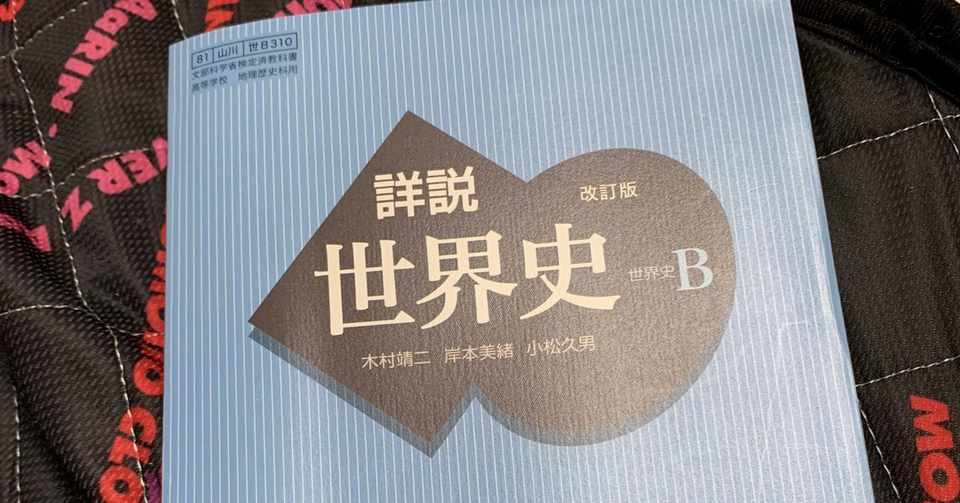 81 山川 世B310
文部科学省検定済教科書
高等学校 地理歴史科用
詳説
改訂版
世界史
世界史B
木村靖二 岸本美緒 小松久男